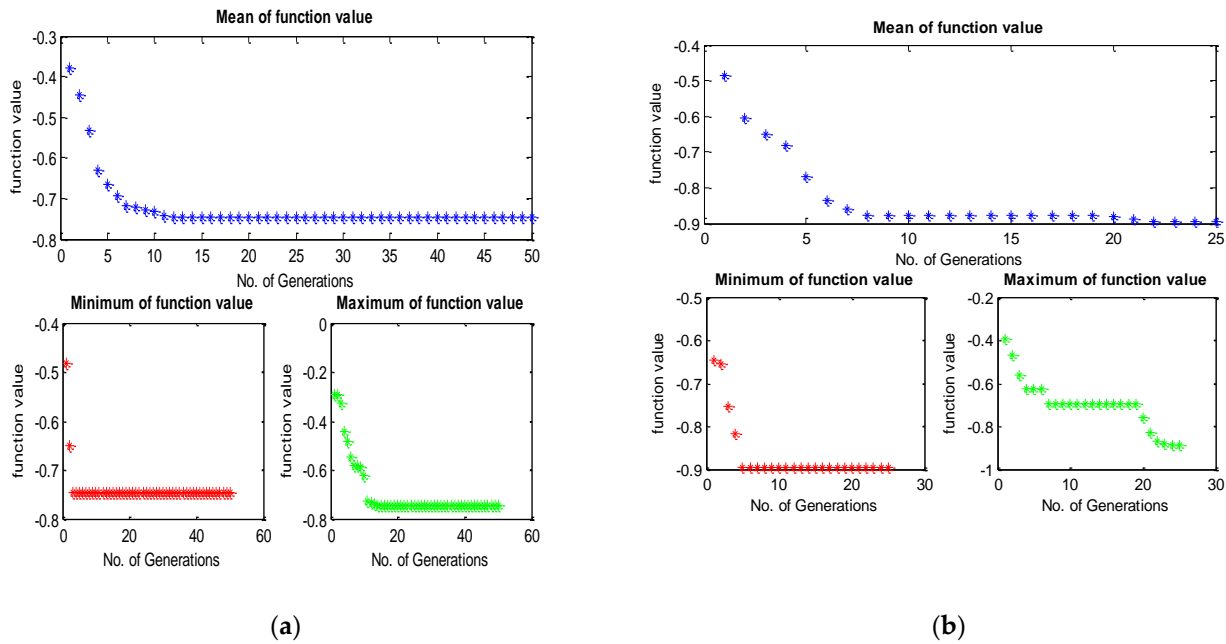 Mean of function value
-0.3
-0.4
-0.5
-0.6
-0.7
-0.8
function value
0 5 10 15 20 25 30 35 40 45 50
No. of Generations
Minimum of function value
-0.4
-0.5
-0.6
-0.7
-0.8
function value
0 20 40 60
No. of Generations
Maximum of function value
0
-0.2
-0.4
-0.6
-0.8
function value
0 20 40 60
No. of Generations
(a)
Mean of function value
-0.4
-0.5
-0.6
-0.7
-0.8
-0.9
function value
0 5 10 15 20 25
No. of Generations
Minimum of function value
-0.5
-0.6
-0.7
-0.8
-0.9
function value
0 10 20 30
No. of Generations
Maximum of function value
-0.2
-0.4
-0.6
-0.8
-1
function value
0 10 20 30
No. of Generations
(b)